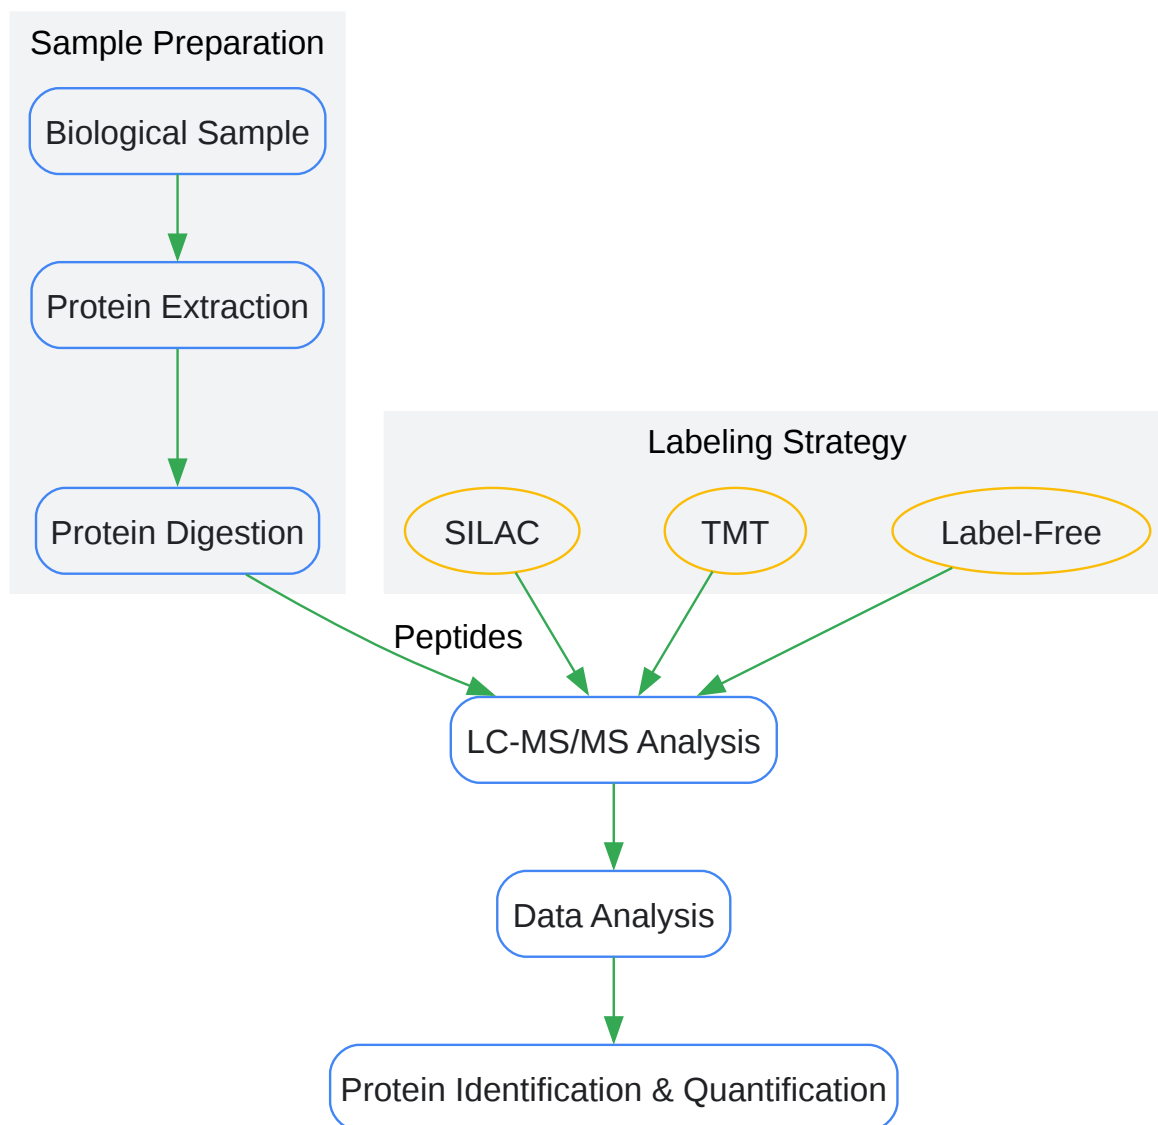 Sample Preparation
Biological Sample
Protein Extraction
Protein Digestion
Labeling Strategy
SILAC
TMT
Label-Free
Peptides
LC-MS/MS Analysis
Data Analysis
Protein Identification & Quantification